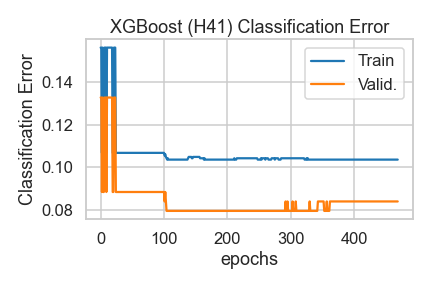 XGBoost (H41) Classification Error
Classification Error
0.14
0.12
0.10
0.08
Train
Valid.
0
100
200
300
400
epochs